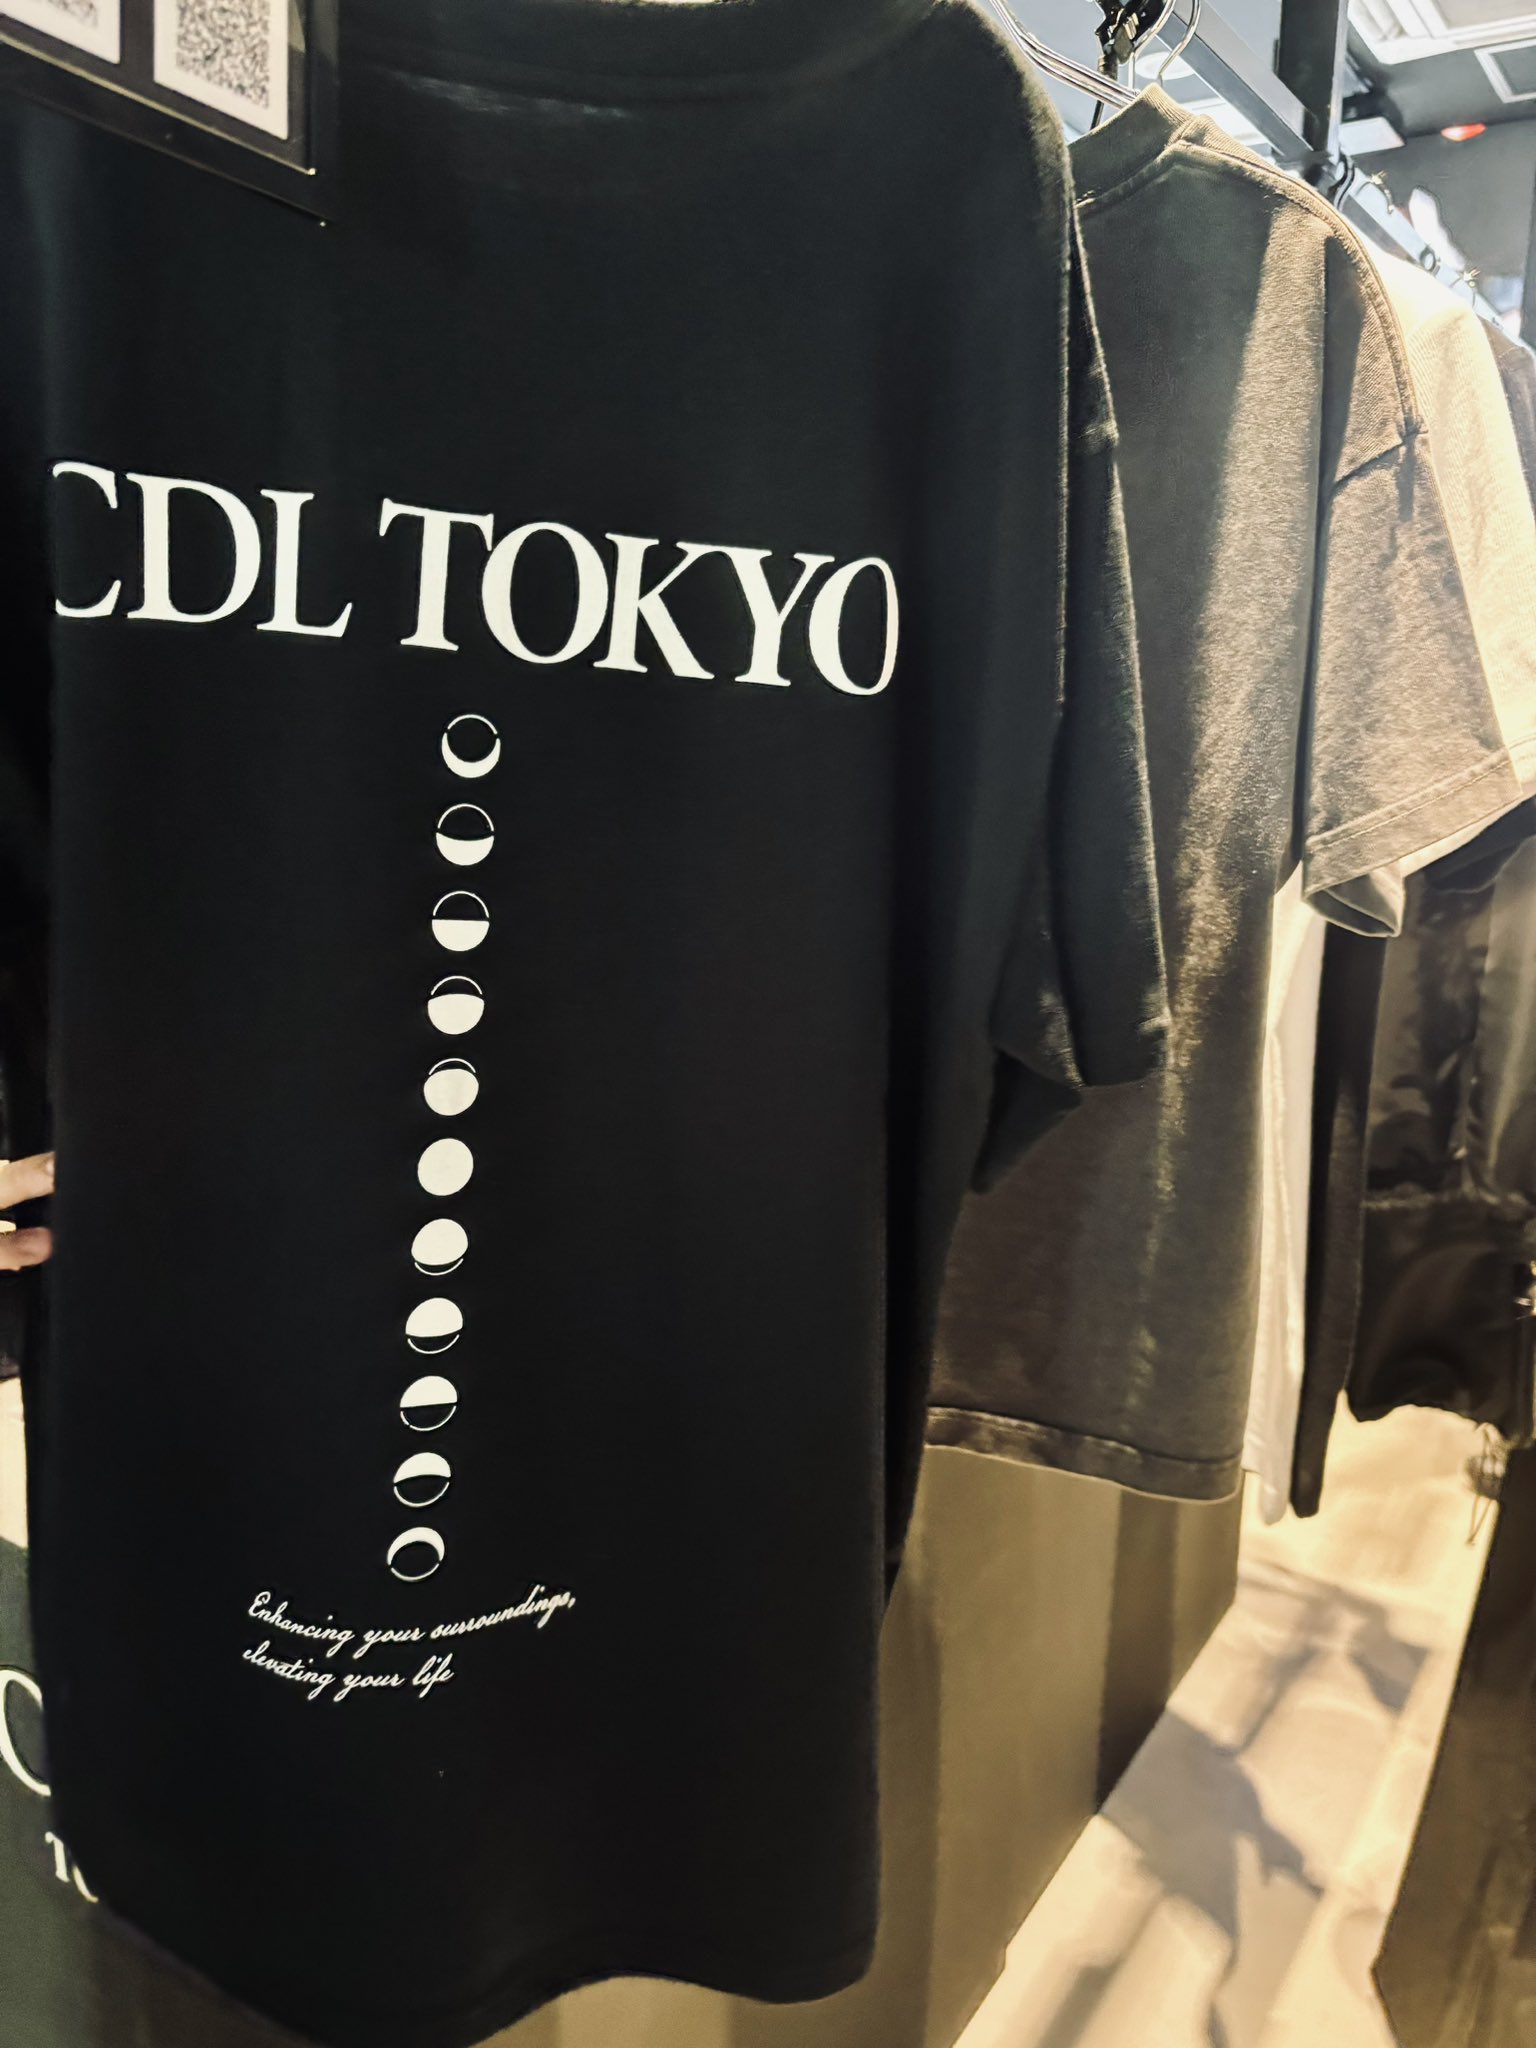 CDL TOKYO
Enhancing your surroundings,
elevating your life